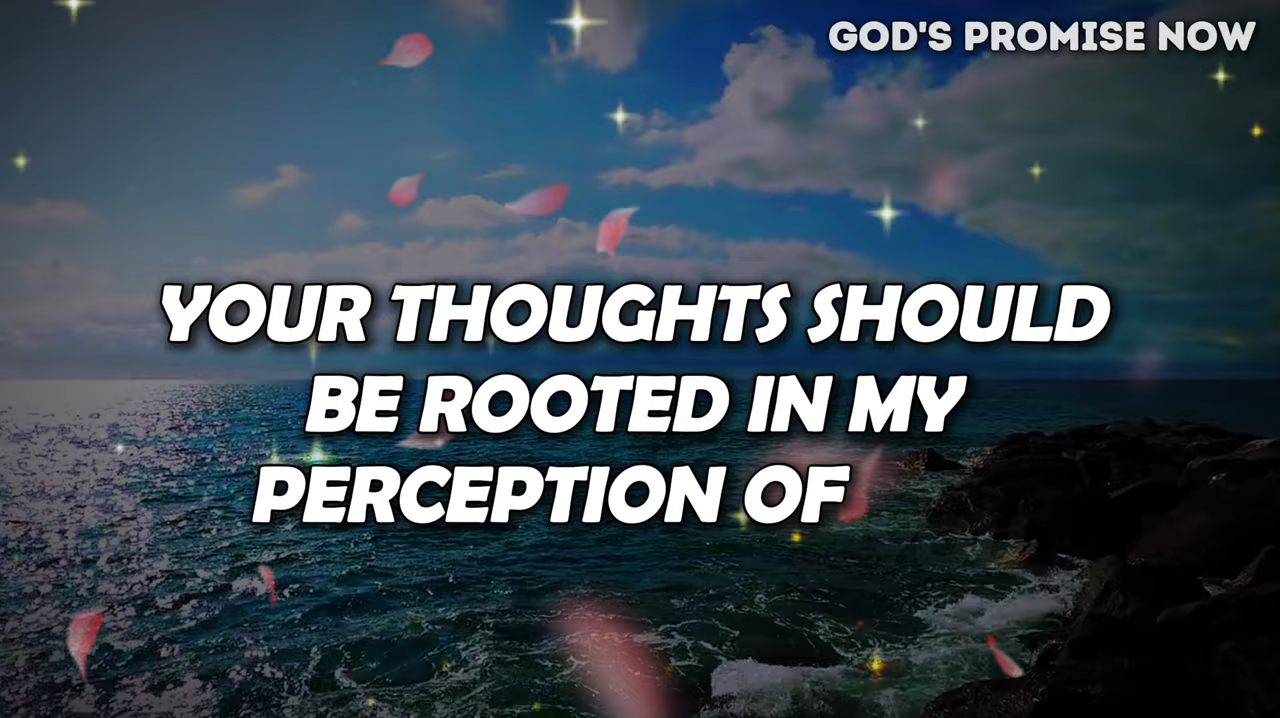 GOD'S PROMISE NOW
YOUR THOUGHTS SHOULD
BE ROOTED IN MY
PERCEPTION OF